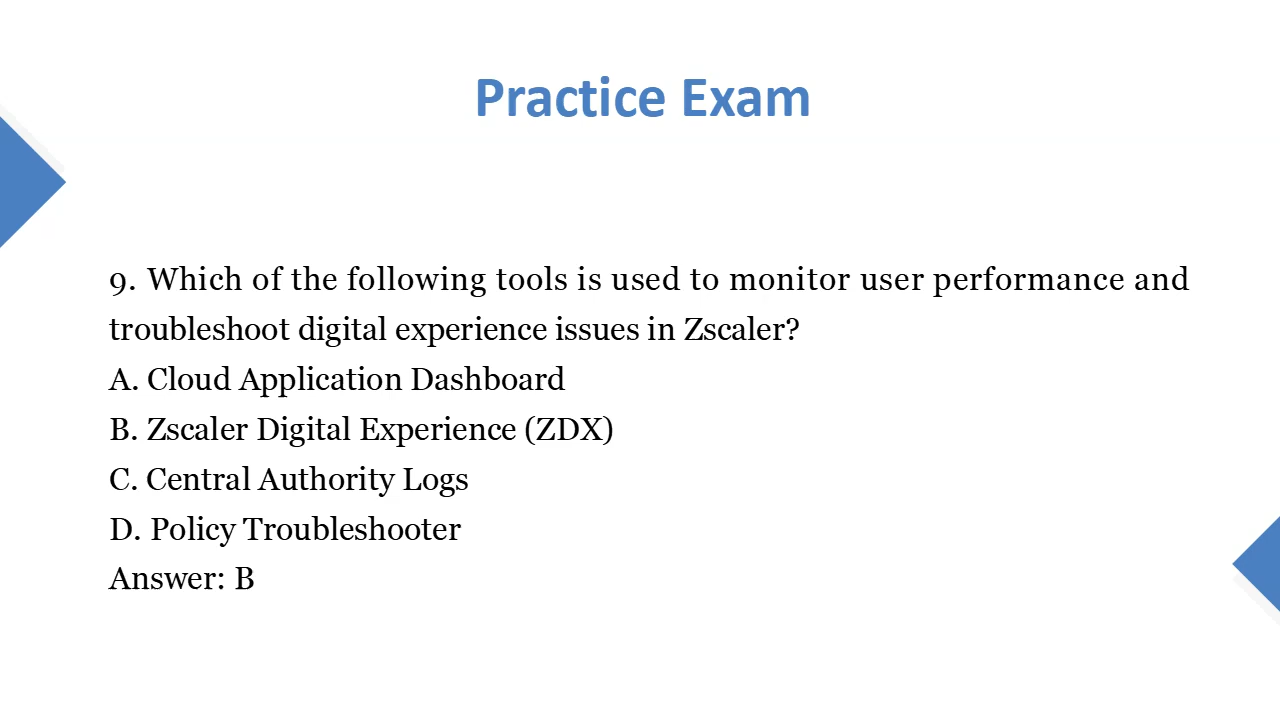 Practice Exam
9. Which of the following tools is used to monitor user performance and
troubleshoot digital experience issues in Zscaler?
A. Cloud Application Dashboard
B. Zscaler Digital Experience (ZDX)
C. Central Authority Logs
D. Policy Troubleshooter
Answer: B